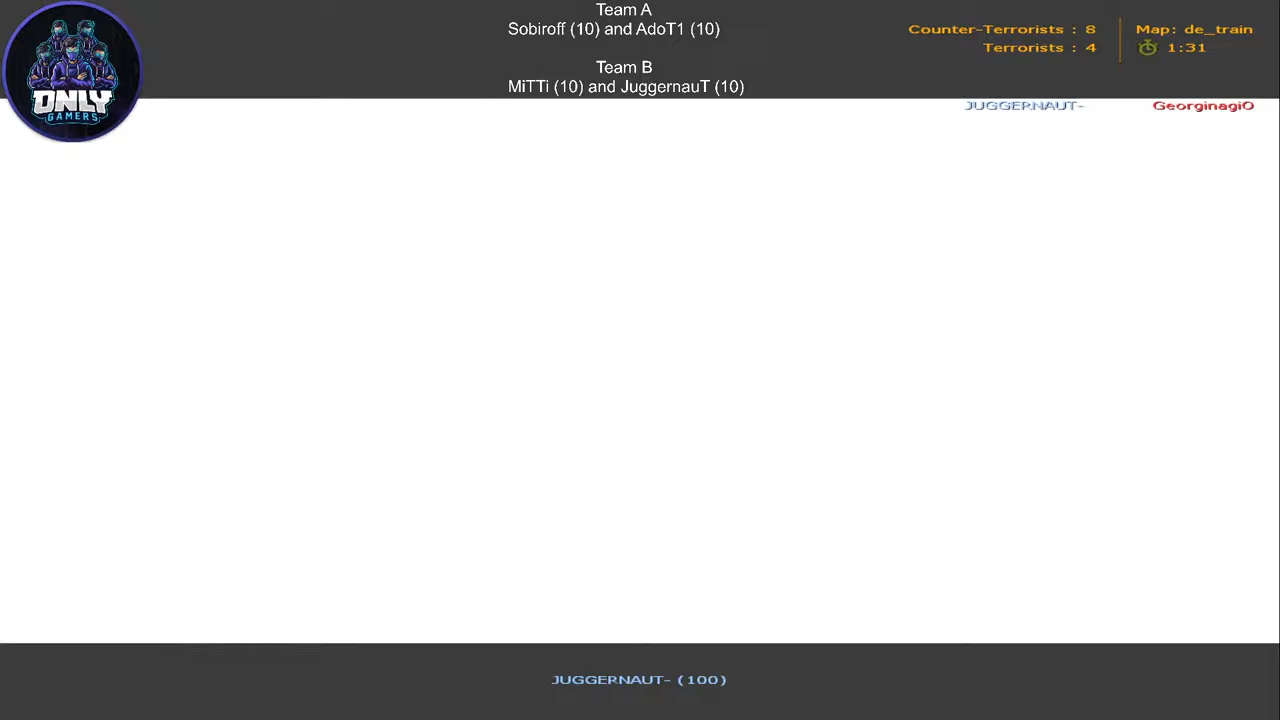 ONLY
GAMERS
Team A
Sobiroff (10) and AdoT1 (10)
Team B
MiTTi (10) and JuggernauT (10)
Counter-Terrorists : 8
Terrorists : 4
Map: de_train
1:31
JUGGERNAUT- GeorginagiO
JUGGERNAUT- (100)